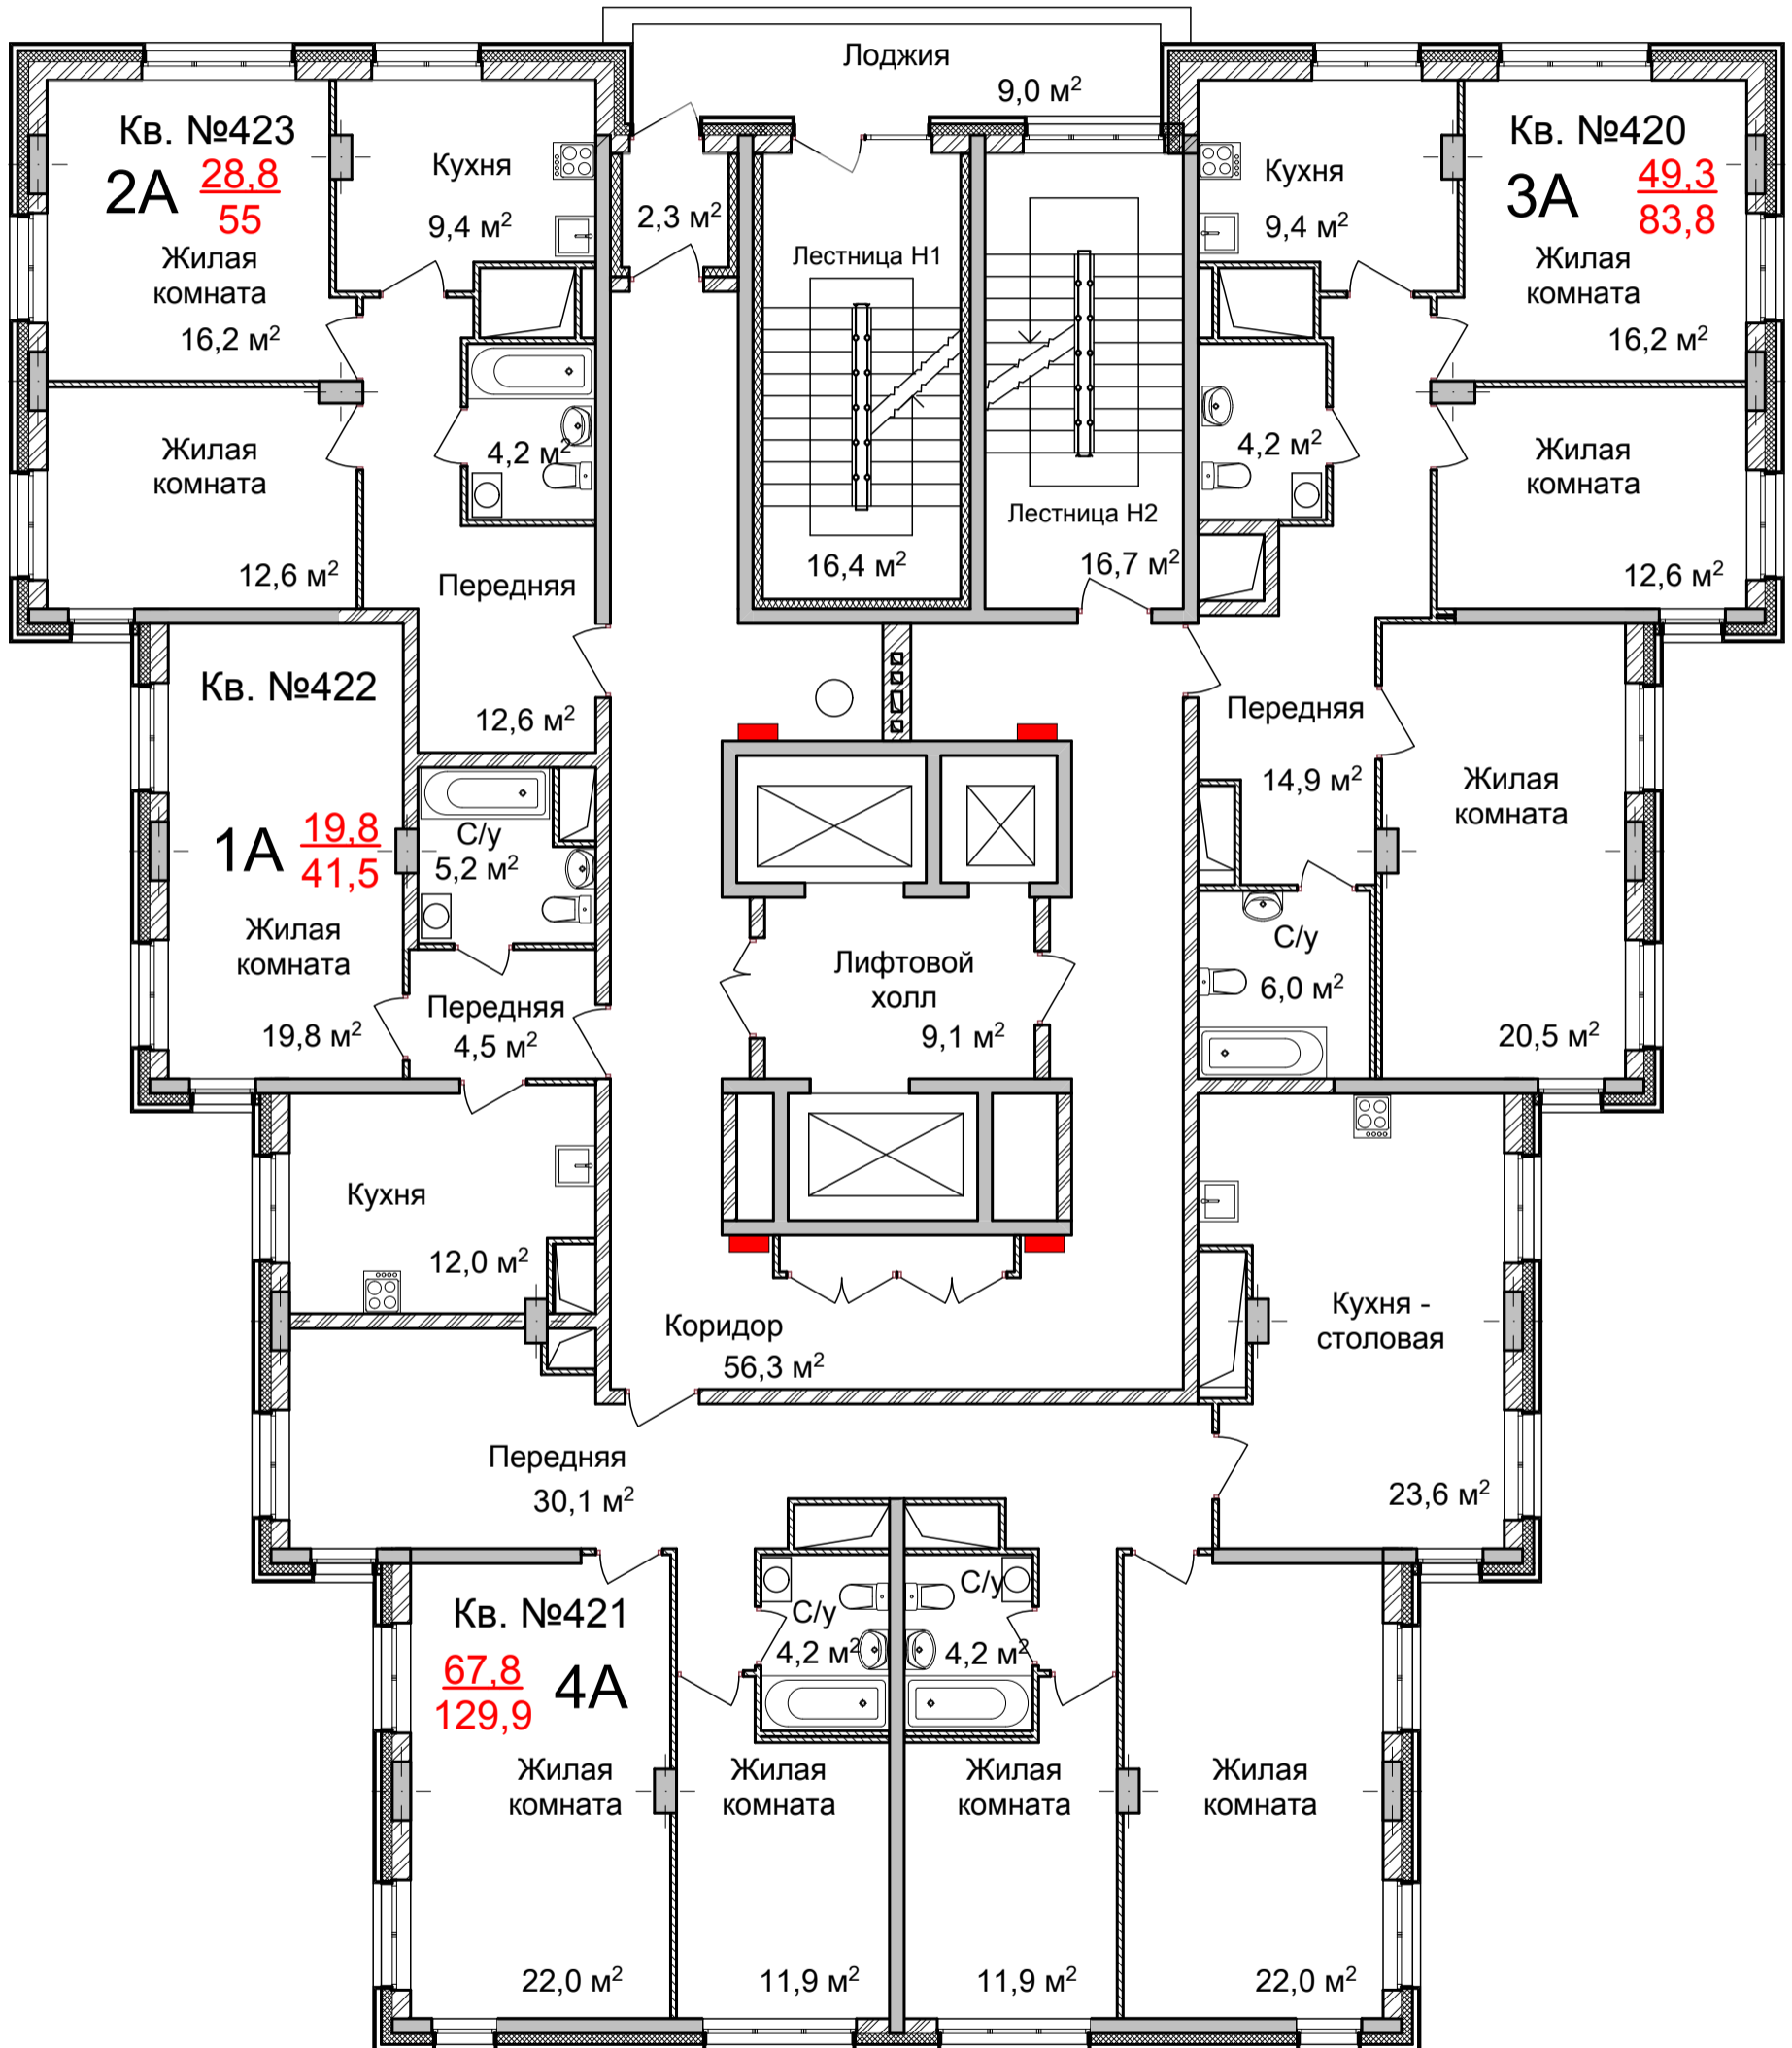 Лоджия
9,0 м²
Кв. №423
2А
28,8
55
Жилая
комната
16,2 м²
Кухня
9,4 м²
2,3 м²
Лестница Н1
16,4 м²
Лестница Н2
16,7 м²
Кухня
9,4 м²
Кв. №420
3А
49,3
83,8
Жилая
комната
16,2 м²
Жилая
комната
12,6 м²
4,2 м²
Передняя
12,6 м²
4,2 м²
Жилая
комната
12,6 м²
Кв. №422
1А
19,8
41,5
Жилая
комната
19,8 м²
С/у
5,2 м²
Передняя
4,5 м²
Лифтовой
холл
9,1 м²
Передняя
14,9 м²
С/у
6,0 м²
Жилая
комната
20,5 м²
Кухня
12,0 м²
Коридор
56,3 м²
Кухня -
столовая
23,6 м²
Передняя
30,1 м²
Кв. №421
67,8
129,9
4А
Жилая
комната
22,0 м²
С/у
4,2 м²
Жилая
комната
11,9 м²
С/у
4,2 м²
Жилая
комната
11,9 м²
Жилая
комната
22,0 м²